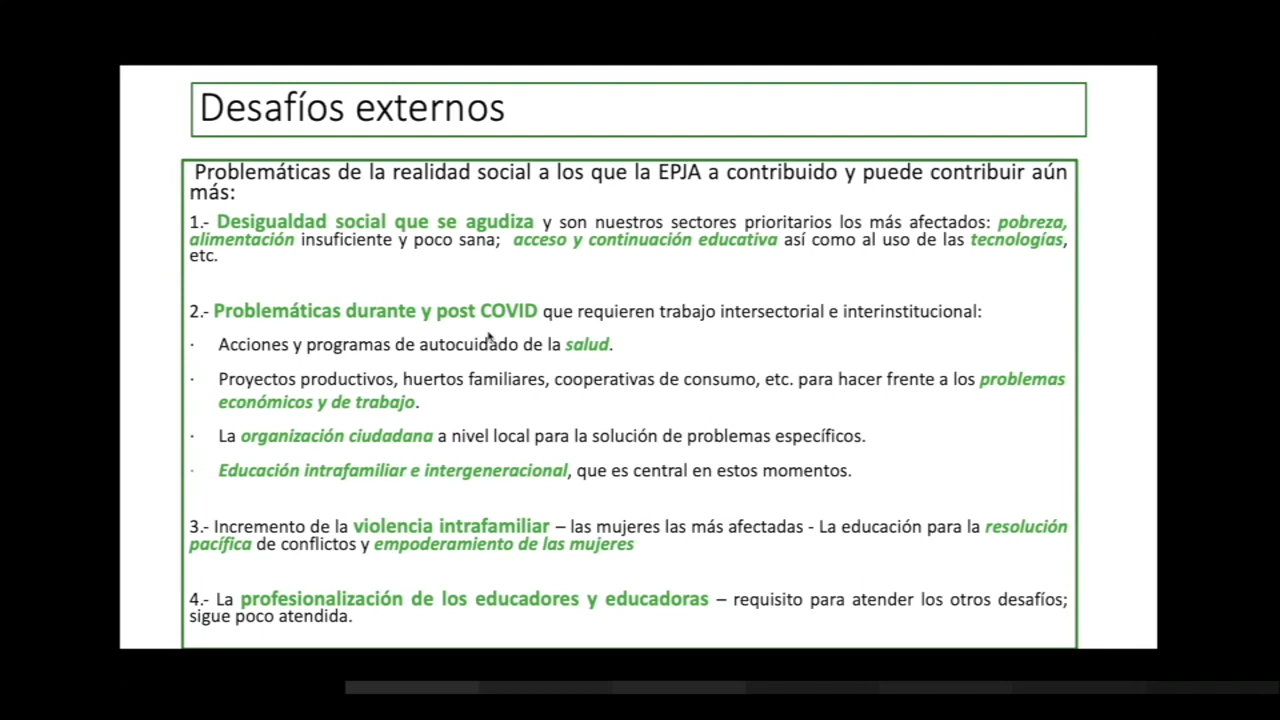 Desafíos externos
Problemáticas de la realidad social a los que la EPJA a contribuido y puede contribuir aún
más:
1.- Desigualdad social que se agudiza y son nuestros sectores prioritarios los más afectados: pobreza,
alimentación insuficiente y poco sana; acceso y continuación educativa así como al uso de las tecnologías,
etc.
2.- Problemáticas durante y post COVID que requieren trabajo intersectorial e interinstitucional:
· Acciones y programas de autocuidado de la salud.
· Proyectos productivos, huertos familiares, cooperativas de consumo, etc. para hacer frente a los problemas
económicos y de trabajo.
· La organización ciudadana a nivel local para la solución de problemas específicos.
· Educación intrafamiliar e intergeneracional, que es central en estos momentos.
3.- Incremento de la violencia intrafamiliar – las mujeres las más afectadas - La educación para la resolución
pacífica de conflictos y empoderamiento de las mujeres
4.- La profesionalización de los educadores y educadoras – requisito para atender los otros desafíos;
sigue poco atendida.